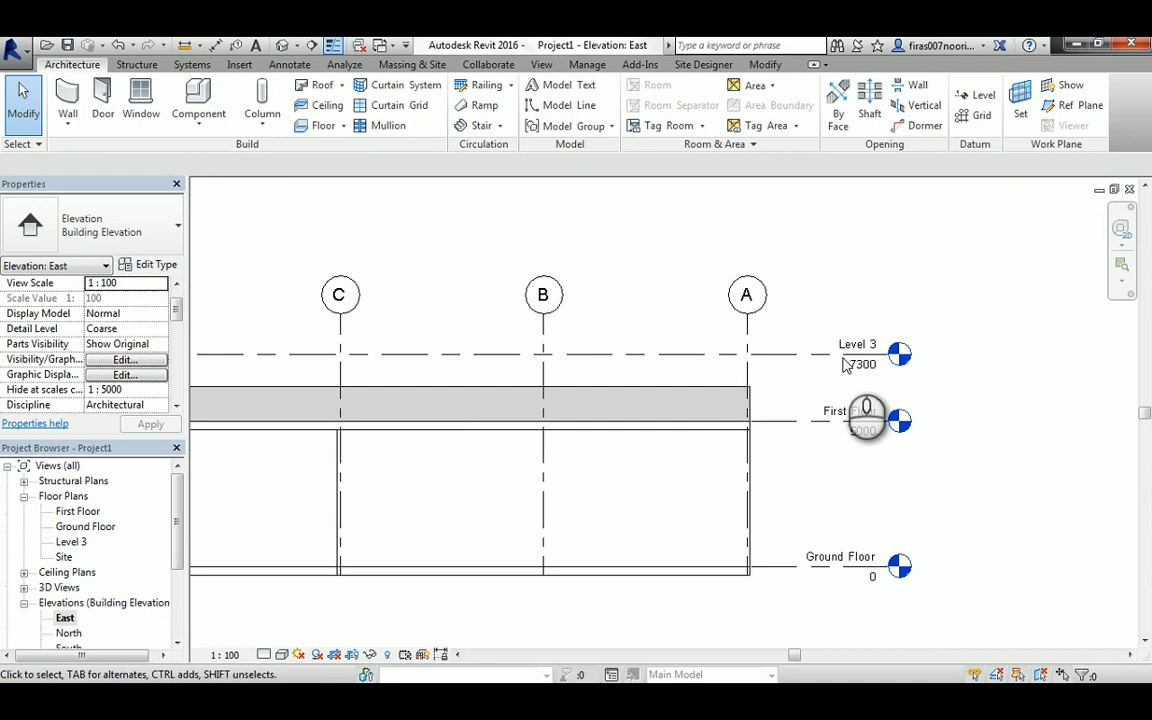 Autodesk Revit 2016 - Project1 - Elevation: East
Type a keyword or phrase
firas007noori...
Architecture Structure Systems Insert Annotate Analyze Massing & Site Collaborate View Manage Add-Ins Site Designer Modify
Modify
Wall
Door
Window
Component
Column
Roof
Ceiling
Floor
Curtain System
Curtain Grid
Mullion
Railing
Ramp
Stair
Model Text
Model Line
Model Group
Room
Room Separator
Tag Room
Area
Area Boundary
Tag Area
By
Face
Shaft
Wall
Vertical
Dormer
Level
Grid
Set
Show
Ref Plane
Viewer
Select Build Circulation Model Room & Area Opening Datum Work Plane
Properties
Elevation
Building Elevation
Elevation: East Edit Type
View Scale 1 : 100
Scale Value 1: 100
Display Model Normal
Detail Level Coarse
Parts Visibility Show Original
Visibility/Graph... Edit...
Graphic Displa... Edit...
Hide at scales c... 1 : 5000
Discipline Architectural
Properties help Apply
Project Browser - Project1
Views (all)
Structural Plans
Floor Plans
First Floor
Ground Floor
Level 3
Site
Ceiling Plans
3D Views
Elevations (Building Elevation
East
North
C B A
2D
Level 3
7300
First Floor
5000
Ground Floor
0
1 : 100
Click to select, TAB for alternates, CTRL adds, SHIFT unselects.
:0
Main Model
:0